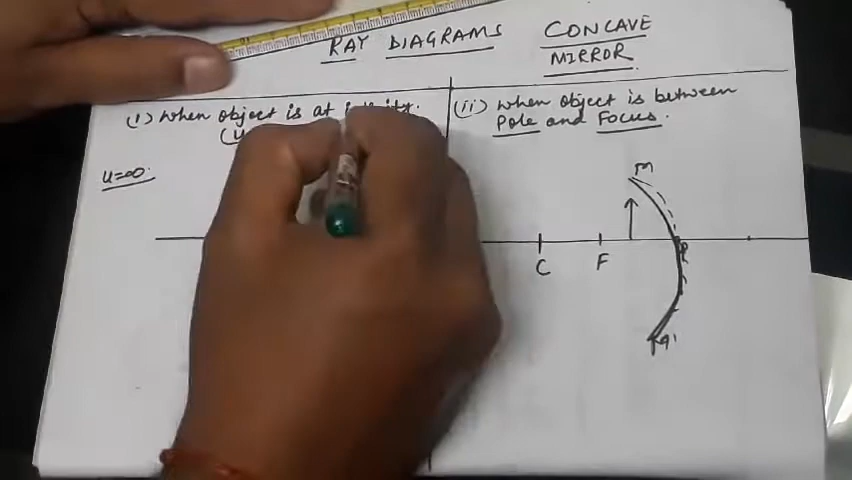 RAY DIAGRAMS CONCAVE
MIRROR
(i) When object is at
(ii) When object is between
Pole and Focus.
u=∞
M
C
F
P
M'